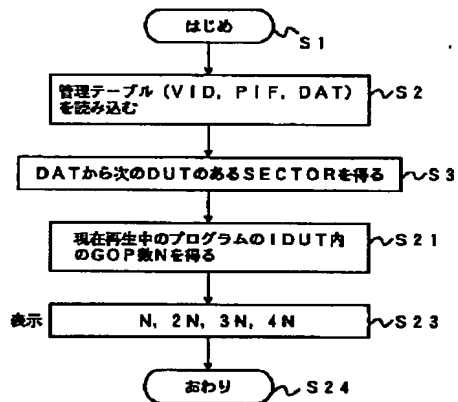 はじめ
S1
管理テーブル（VID，PIF，DAT）
を読み込む
S2
DATから次のDUTのあるSECTORを得る
S3
現在再生中のプログラムのIDUT内
のGOP数Nを得る
S21
表示
N，2N，3N，4N
S23
おわり
S24